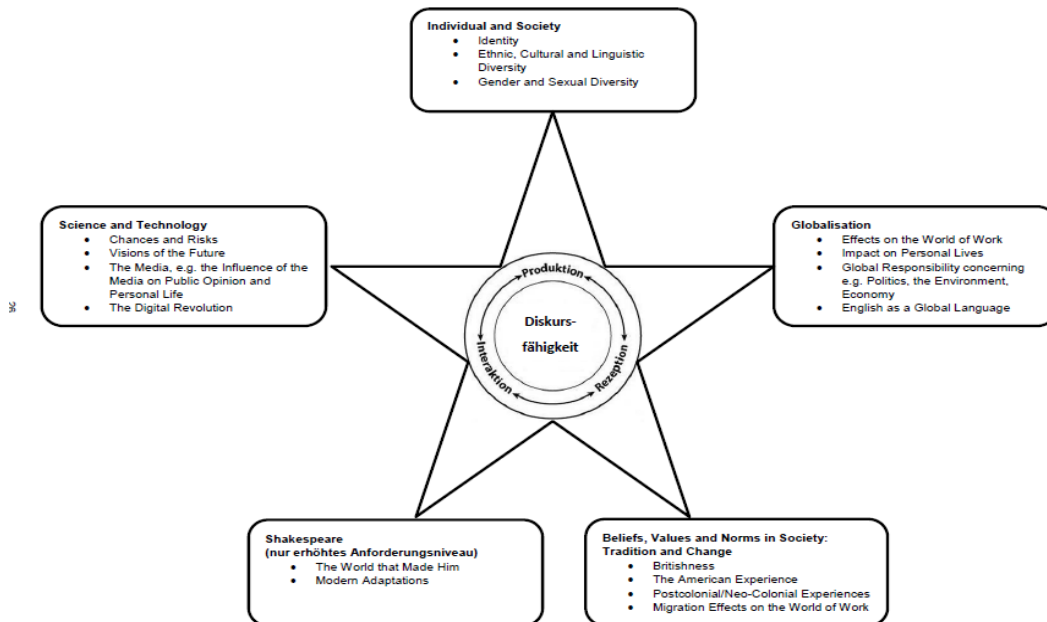 Individual and Society
• Identity
• Ethnic, Cultural and Linguistic
Diversity
• Gender and Sexual Diversity
Science and Technology
• Chances and Risks
• Visions of the Future
• The Media, e.g. the Influence of the
Media on Public Opinion and
Personal Life
• The Digital Revolution
Globalisation
• Effects on the World of Work
• Impact on Personal Lives
• Global Responsibility concerning
e.g. Politics, the Environment,
Economy
• English as a Global Language
Produktion
Diskurs-
fähigkeit
Interaktion
Rezeption
Shakespeare
(nur erhöhtes Anforderungsniveau)
• The World that Made Him
• Modern Adaptations
Beliefs, Values and Norms in Society:
Tradition and Change
• Britishness
• The American Experience
• Postcolonial/Neo-Colonial Experiences
• Migration Effects on the World of Work